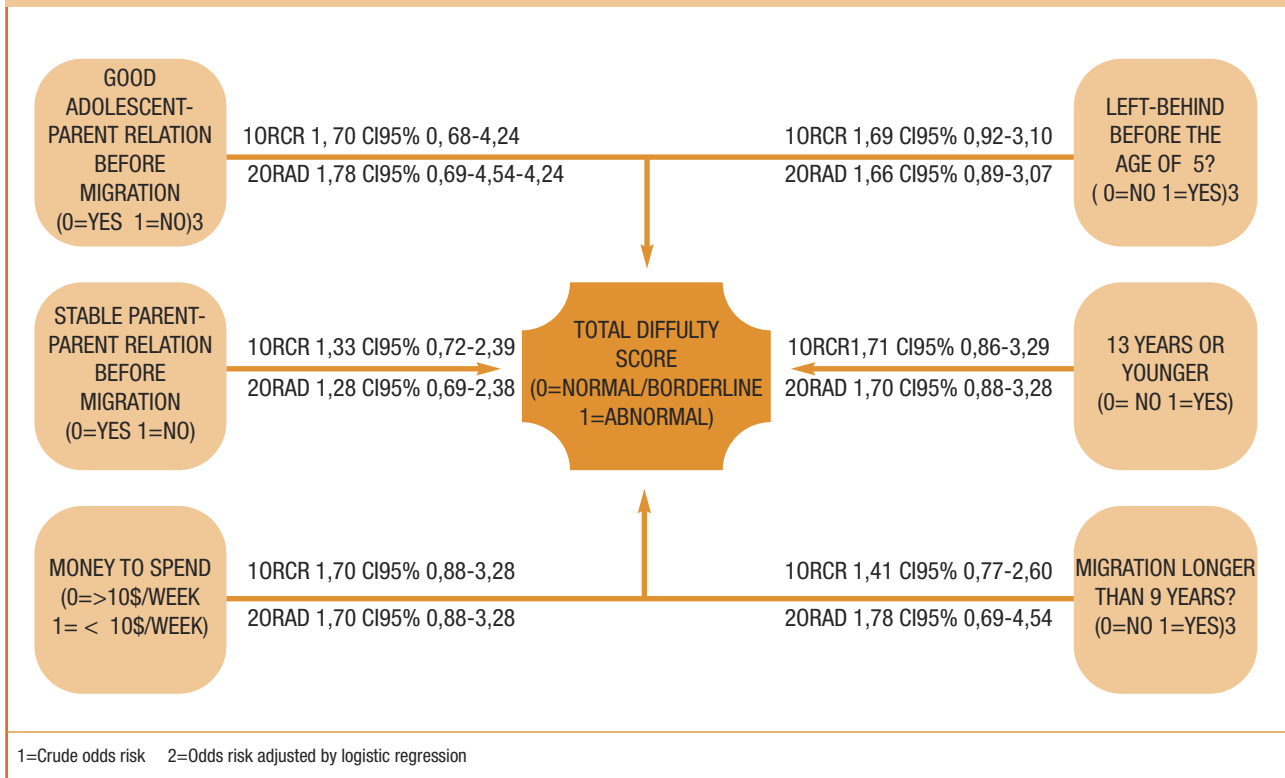 GOOD
ADOLESCENT-
PARENT RELATION
BEFORE
MIGRATION
(0=YES 1=NO)3
1ORCR 1, 70 CI95% 0, 68-4,24
2ORAD 1,78 CI95% 0,69-4,54-4,24
1ORCR 1,69 CI95% 0,92-3,10
2ORAD 1,66 CI95% 0,89-3,07
LEFT-BEHIND
BEFORE THE
AGE OF 5?
( 0=NO 1=YES)3
STABLE PARENT-
PARENT RELATION
BEFORE
MIGRATION
(0=YES 1=NO)
1ORCR 1,33 CI95% 0,72-2,39
2ORAD 1,28 CI95% 0,69-2,38
TOTAL DIFFULTY
SCORE
(0=NORMAL/BORDERLINE
1=ABNORMAL)
1ORCR1,71 CI95% 0,86-3,29
2ORAD 1,70 CI95% 0,88-3,28
13 YEARS OR
YOUNGER
(0= NO 1=YES)
MONEY TO SPEND
(0=>10$/WEEK
1= < 10$/WEEK)
1ORCR 1,70 CI95% 0,88-3,28
2ORAD 1,70 CI95% 0,88-3,28
1ORCR 1,41 CI95% 0,77-2,60
2ORAD 1,78 CI95% 0,69-4,54
MIGRATION LONGER
THAN 9 YEARS?
(0=NO 1=YES)3
1=Crude odds risk 2=Odds risk adjusted by logistic regression